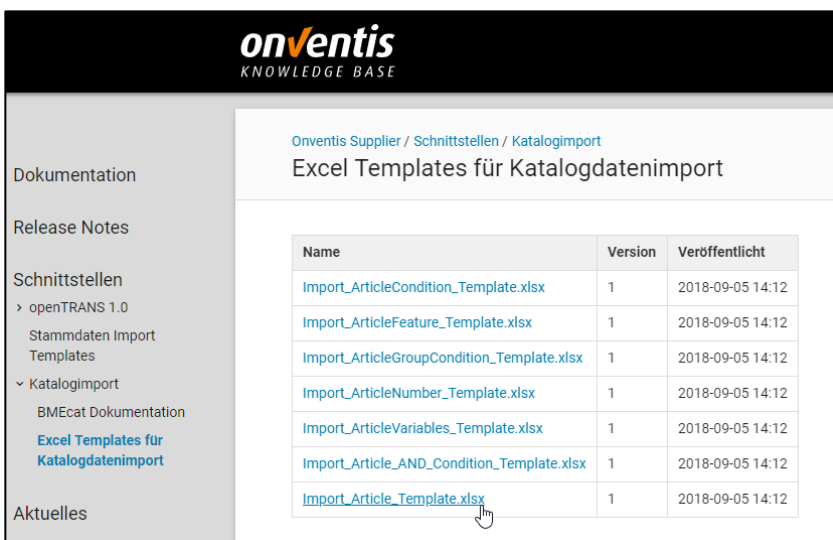 onventis
KNOWLEDGE BASE
Dokumentation
Release Notes
Schnittstellen
openTRANS 1.0
Stammdaten Import
Templates
Katalogimport
BMEcat Dokumentation
Excel Templates für
Katalogdatenimport
Aktuelles
Onventis Supplier / Schnittstellen / Katalogimport
Excel Templates für Katalogdatenimport
Name Version Veröffentlicht
Import_ArticleCondition_Template.xlsx 1 2018-09-05 14:12
Import_ArticleFeature_Template.xlsx 1 2018-09-05 14:12
Import_ArticleGroupCondition_Template.xlsx 1 2018-09-05 14:12
Import_ArticleNumber_Template.xlsx 1 2018-09-05 14:12
Import_ArticleVariables_Template.xlsx 1 2018-09-05 14:12
Import_Article_AND_Condition_Template.xlsx 1 2018-09-05 14:12
Import_Article_Template.xlsx 1 2018-09-05 14:12